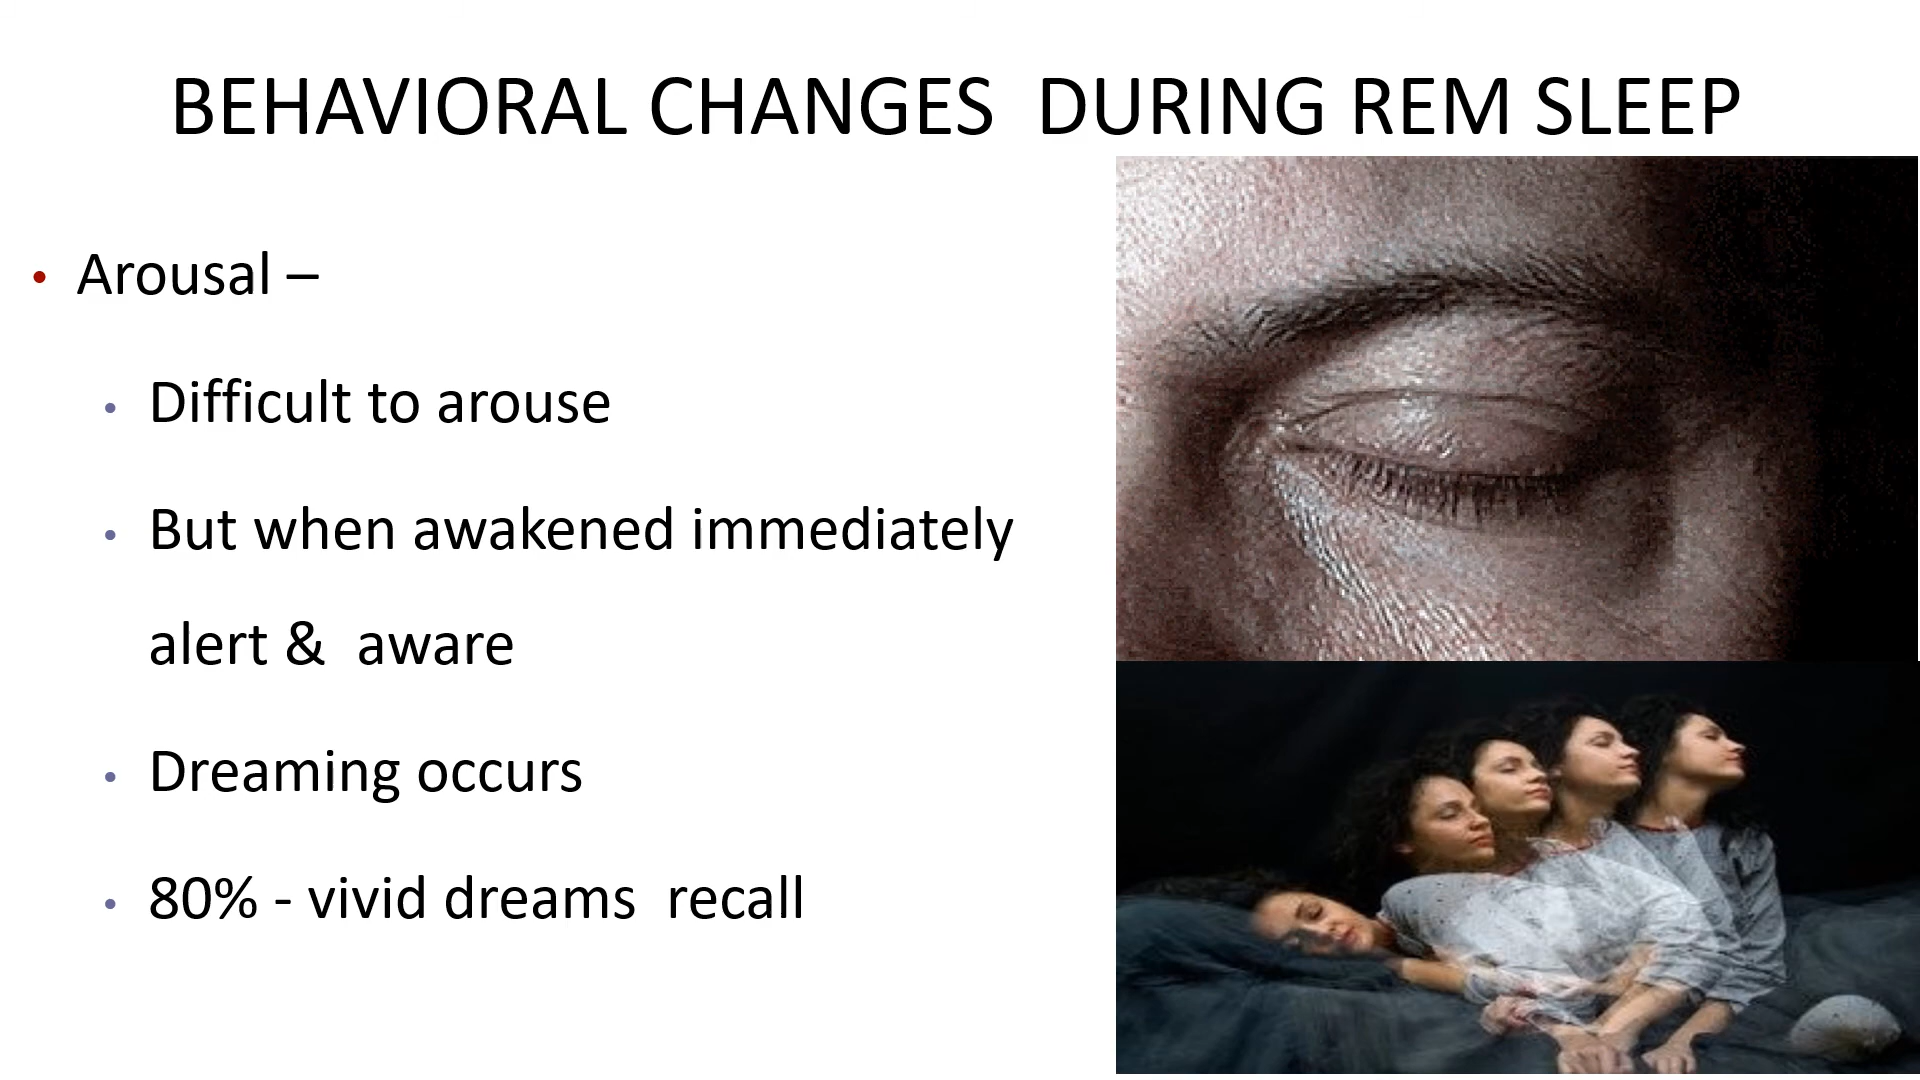 BEHAVIORAL CHANGES  DURING REM SLEEP
• Arousal –
• Difficult to arouse
• But when awakened immediately
alert &  aware
• Dreaming occurs
• 80% - vivid dreams  recall